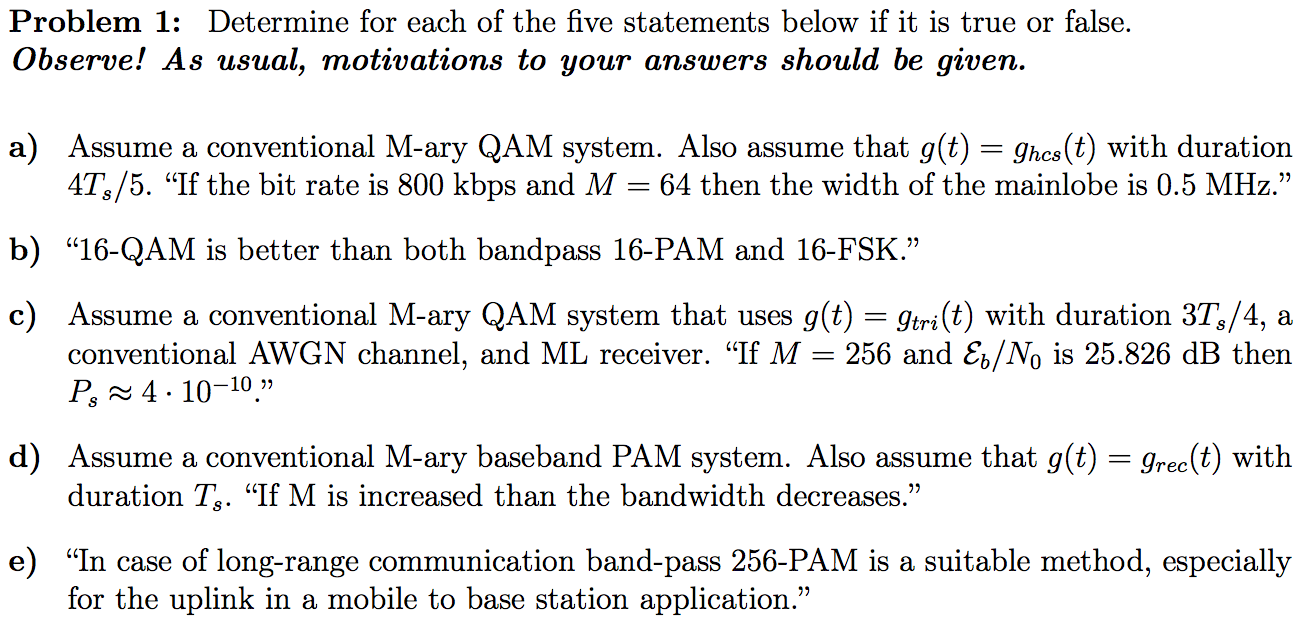 Problem 1: Determine for each of the five statements below if it is true or false.
Observe! As usual, motivations to your answers should be given.
a) Assume a conventional M-ary QAM system. Also assume that g(t) = g_{hcs}(t) with duration
4T_s/5. “If the bit rate is 800 kbps and M = 64 then the width of the mainlobe is 0.5 MHz.”
b) “16-QAM is better than both bandpass 16-PAM and 16-FSK.”
c) Assume a conventional M-ary QAM system that uses g(t) = g_{tri}(t) with duration 3T_s/4, a
conventional AWGN channel, and ML receiver. “If M = 256 and ℰ_b/N_0 is 25.826 dB then
P_s ≈ 4 · 10^{−10}.”
d) Assume a conventional M-ary baseband PAM system. Also assume that g(t) = g_{rec}(t) with
duration T_s. “If M is increased than the bandwidth decreases.”
e) “In case of long-range communication band-pass 256-PAM is a suitable method, especially
for the uplink in a mobile to base station application.”